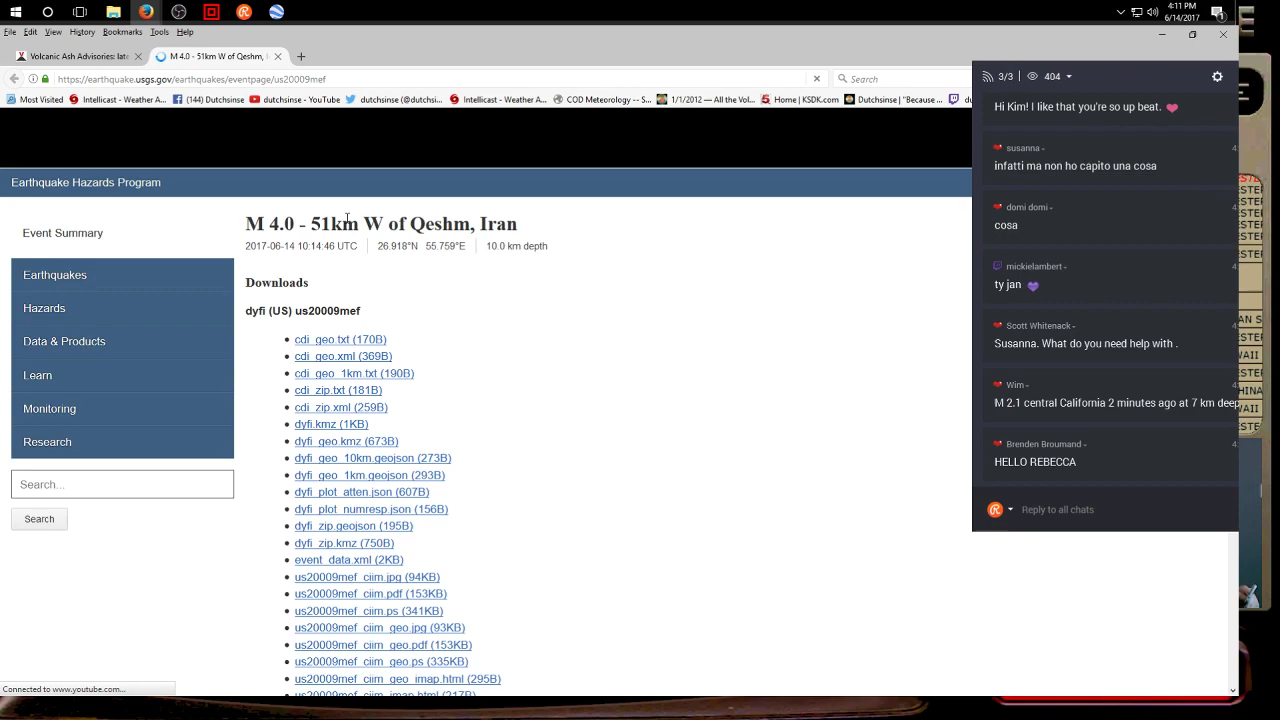 4:11 PM
6/14/2017
File Edit View History Bookmarks Tools Help
Volcanic Ash Advisories: late
M 4.0 - 51km W of Qeshm, I
https://earthquake.usgs.gov/earthquakes/eventpage/us20009mef
Search
Most Visited
Intellicast - Weather A...
(144) Dutchsinse
dutchsinse - YouTube
dutchsinse (@dutchsi...
Intellicast - Weather A...
COD Meteorology -- S...
1/1/2012 — All the Vol...
Home | KSDK.com
Dutchsinse | "Because ...
Earthquake Hazards Program
M 4.0 - 51km W of Qeshm, Iran
2017-06-14 10:14:46 UTC 26.918°N 55.759°E 10.0 km depth
Event Summary
Earthquakes
Hazards
Data & Products
Learn
Monitoring
Research
Search...
Search
Downloads
dyfi (US) us20009mef
cdi_geo.txt (170B)
cdi_geo.xml (369B)
cdi_geo_1km.txt (190B)
cdi_zip.txt (181B)
cdi_zip.xml (259B)
dyfi.kmz (1KB)
dyfi_geo.kmz (673B)
dyfi_geo_10km.geojson (273B)
dyfi_geo_1km.geojson (293B)
dyfi_plot_atten.json (607B)
dyfi_plot_numresp.json (156B)
dyfi_zip.geojson (195B)
dyfi_zip.kmz (750B)
event_data.xml (2KB)
us20009mef_ciim.jpg (94KB)
us20009mef_ciim.pdf (153KB)
us20009mef_ciim.ps (341KB)
us20009mef_ciim_geo.jpg (93KB)
us20009mef_ciim_geo.pdf (153KB)
us20009mef_ciim_geo.ps (335KB)
us20009mef_ciim_geo_imap.html (295B)
us20009mef_ciim_imap.html (217B)
Connected to www.youtube.com...
3/3 404
Hi Kim! I like that you're so up beat.
susanna
infatti ma non ho capito una cosa
domi domi
cosa
mickielambert
ty jan
Scott Whitenack
Susanna. What do you need help with .
Wim
M 2.1 central California 2 minutes ago at 7 km deep
Brenden Broumand
HELLO REBECCA
Reply to all chats